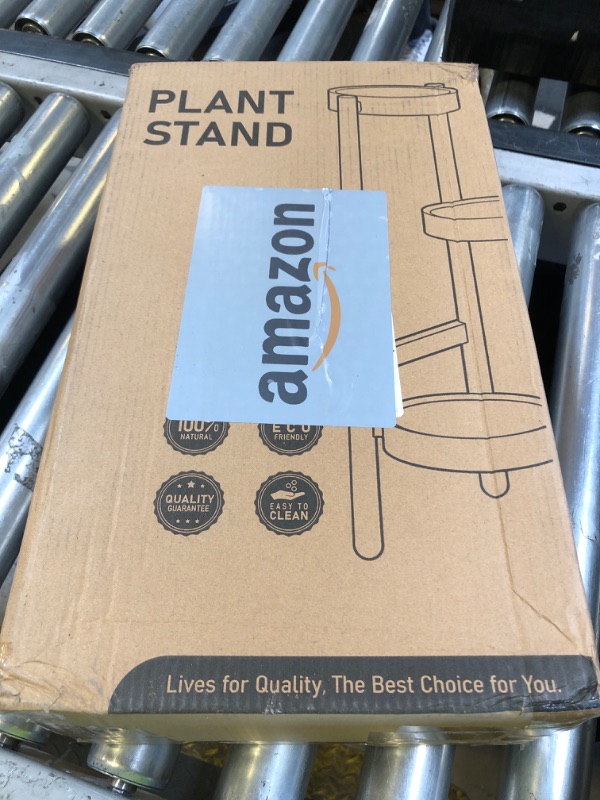 PLANT
STAND
amazon
100%
NATURAL
ECO
FRIENDLY
QUALITY
GUARANTEE
EASY TO
CLEAN
Lives for Quality, The Best Choice for You.